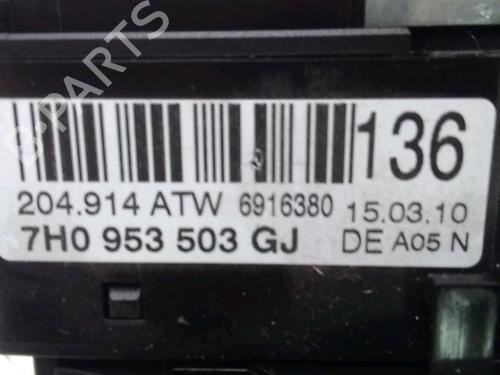 136
204.914 ATW 6916380 15.03.10
7H0 953 503 GJ DE A05 N
B-PARTS